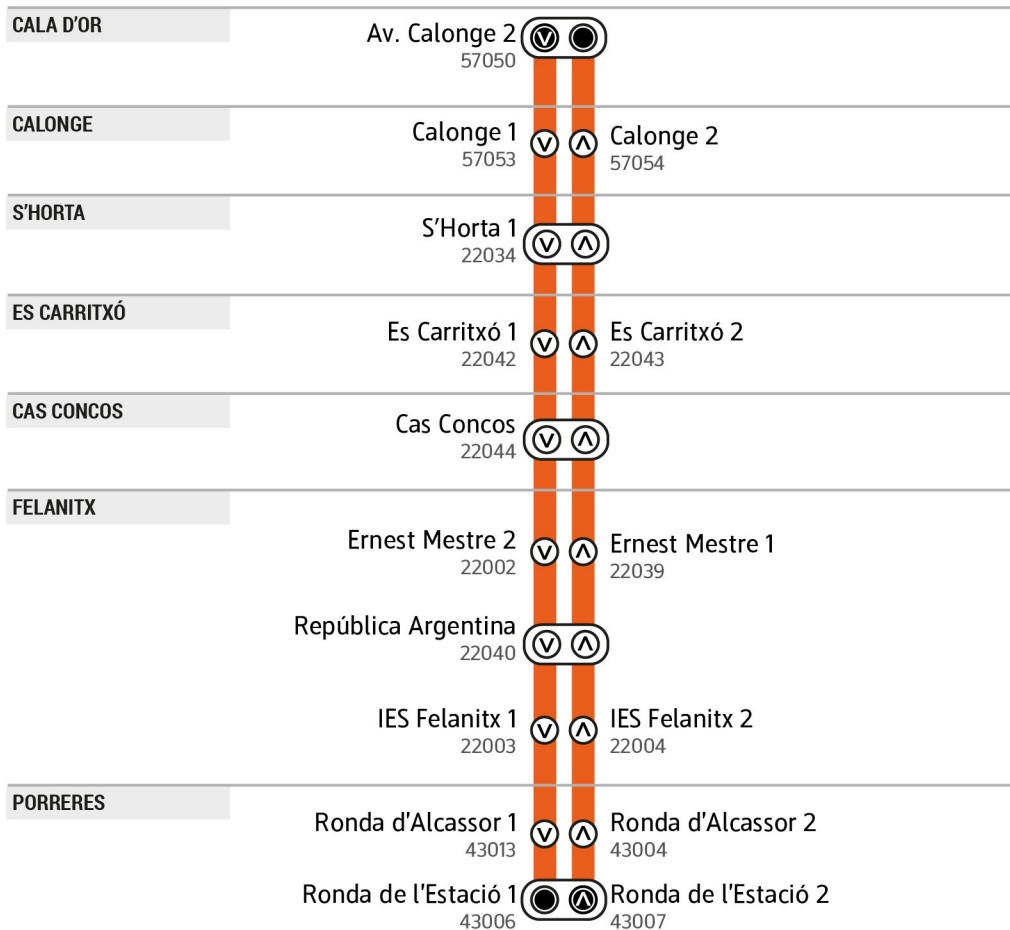 CALA D'OR
Av. Calonge 2
57050
CALONGE
Calonge 1
57053
Calonge 2
57054
S'HORTA
S'Horta 1
22034
ES CARRITXÓ
Es Carritxó 1
22042
Es Carritxó 2
22043
CAS CONCOS
Cas Concos
22044
FELANITX
Ernest Mestre 2
22002
Ernest Mestre 1
22039
República Argentina
22040
IES Felanitx 1
22003
IES Felanitx 2
22004
PORRERES
Ronda d'Alcassor 1
43013
Ronda d'Alcassor 2
43004
Ronda de l'Estació 1
43006
Ronda de l'Estació 2
43007